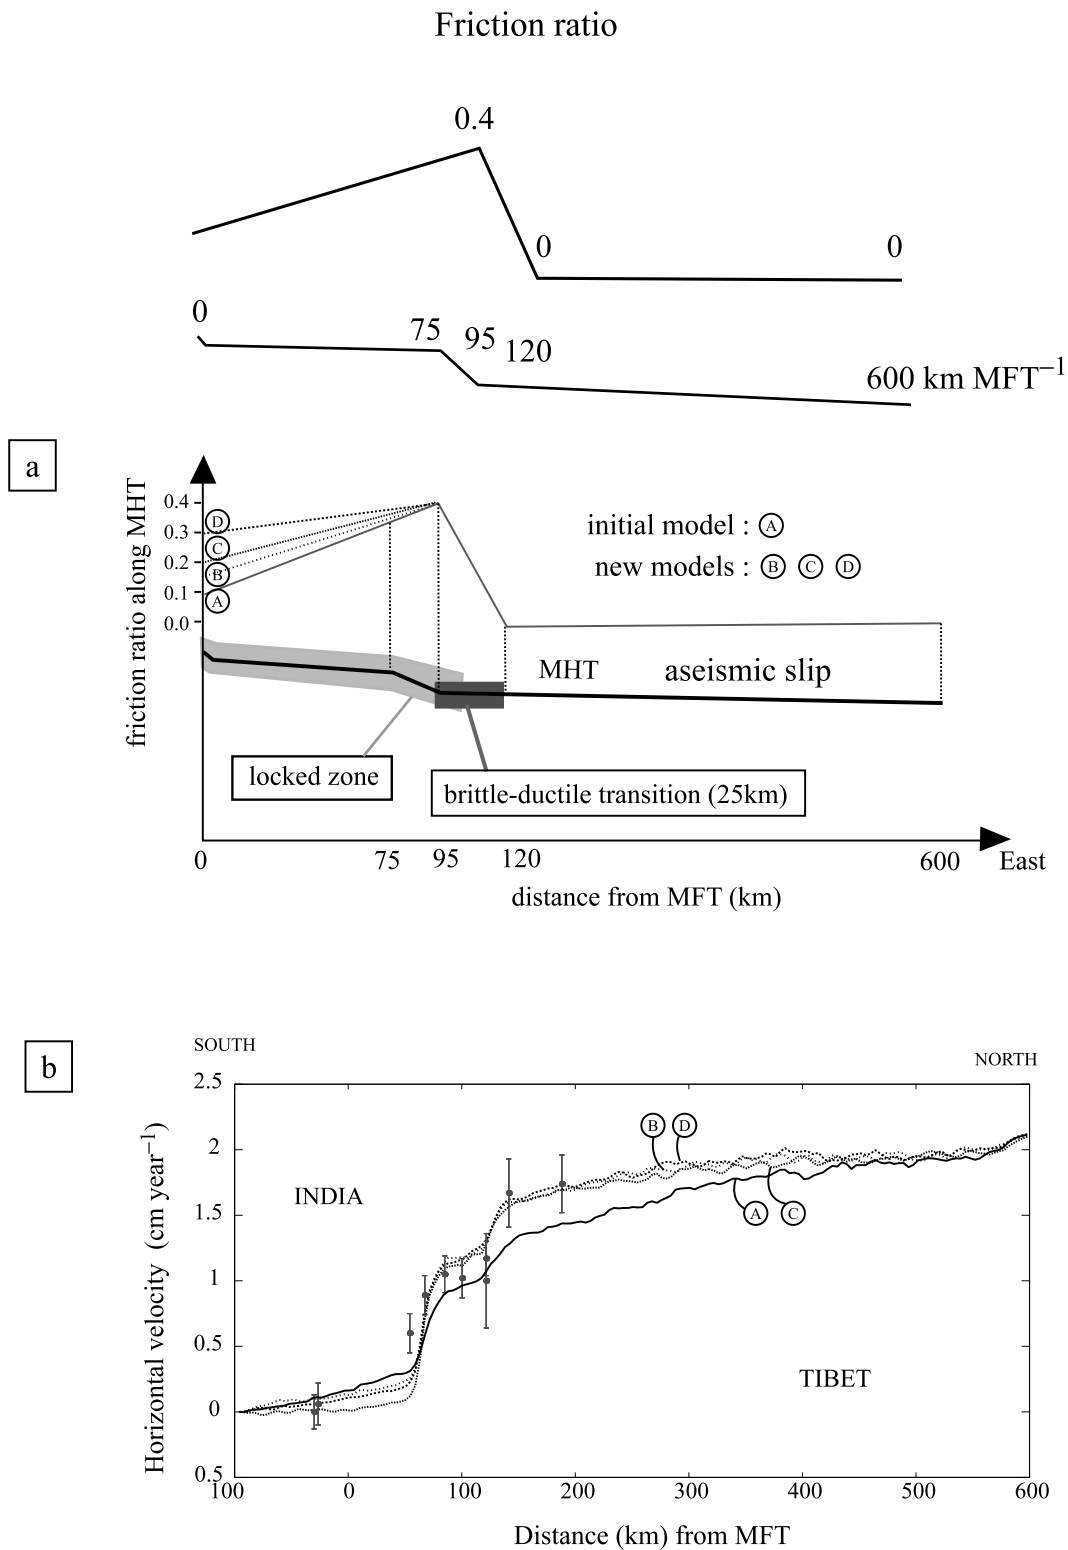 Friction ratio
0.4
0 0
0
75 95 120
600 km MFT⁻¹
a
friction ratio along MHT
0.4
0.3
0.2
0.1
0.0
D
C
B
A
initial model : A
new models : B C D
MHT aseismic slip
locked zone
brittle-ductile transition (25km)
0 75 95 120 600 East
distance from MFT (km)
b
SOUTH NORTH
Horizontal velocity (cm year⁻¹)
2.5
2
1.5
1
0.5
0
0.5
B D
INDIA
A C
TIBET
100 0 100 200 300 400 500 600
Distance (km) from MFT